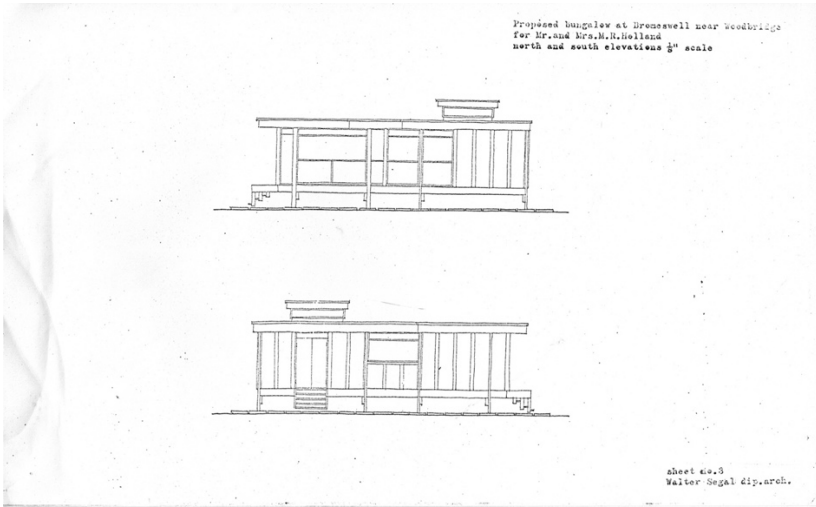 Proposed bungalow at Bromeswell near Woodbridge
for Mr.and Mrs.M.R.Holland
north and south elevations ⅛" scale
sheet no.3
Walter Segal dip.arch.